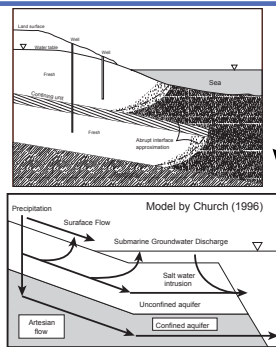 Land surface
Well
Water table
Well
Fresh
Sea
Confining unit
Fresh
Abrupt interface
approximation
Model by Church (1996)
Precipitation
Suraface Flow
Submarine Groundwater Discharge
Salt water
intrusion
Unconfined aquifer
Artesian
flow
Confined aquifer